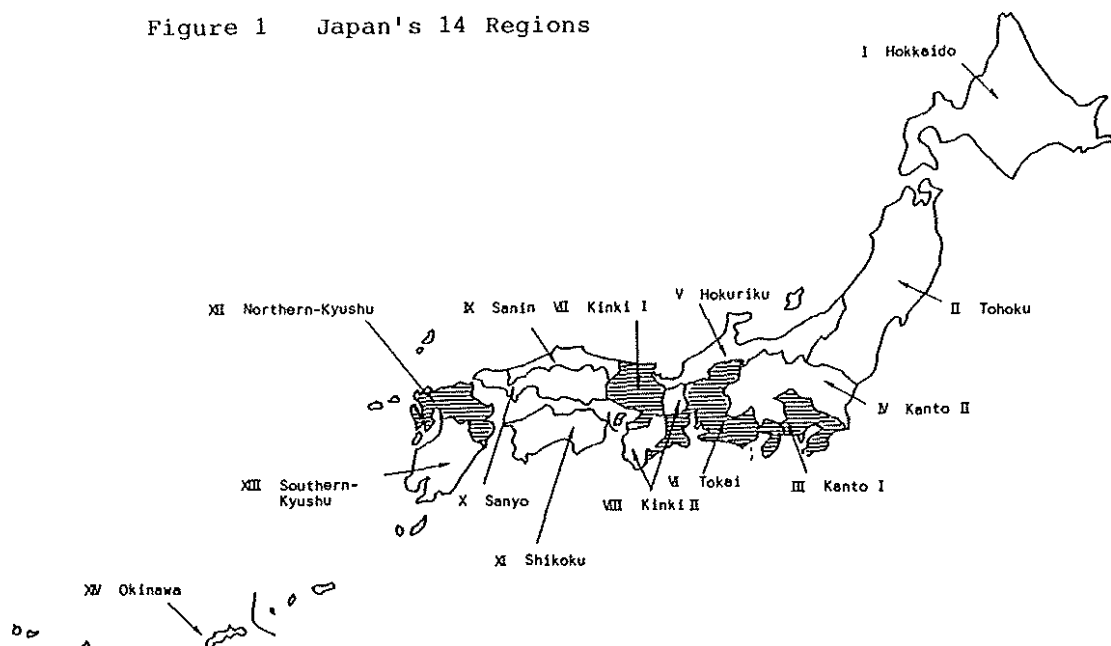 Figure 1 Japan's 14 Regions
I Hokkaido
XII Northern-Kyushu
IX Sanin
VII Kinki I
V Hokuriku
II Tohoku
IV Kanto II
XIII Southern-
Kyushu
X Sanyo
VIII Kinki II
VI Tokai
III Kanto I
XI Shikoku
XIV Okinawa